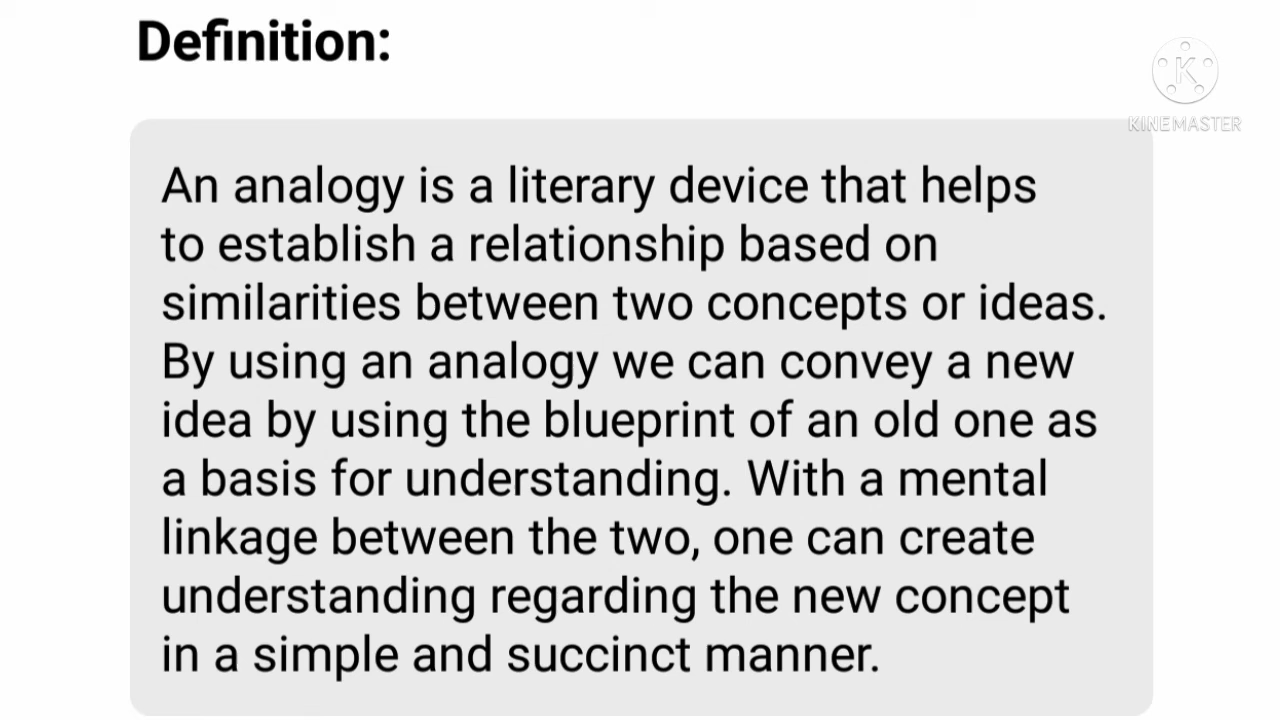 Definition:
K
KINEMASTER
An analogy is a literary device that helps
to establish a relationship based on
similarities between two concepts or ideas.
By using an analogy we can convey a new
idea by using the blueprint of an old one as
a basis for understanding. With a mental
linkage between the two, one can create
understanding regarding the new concept
in a simple and succinct manner.